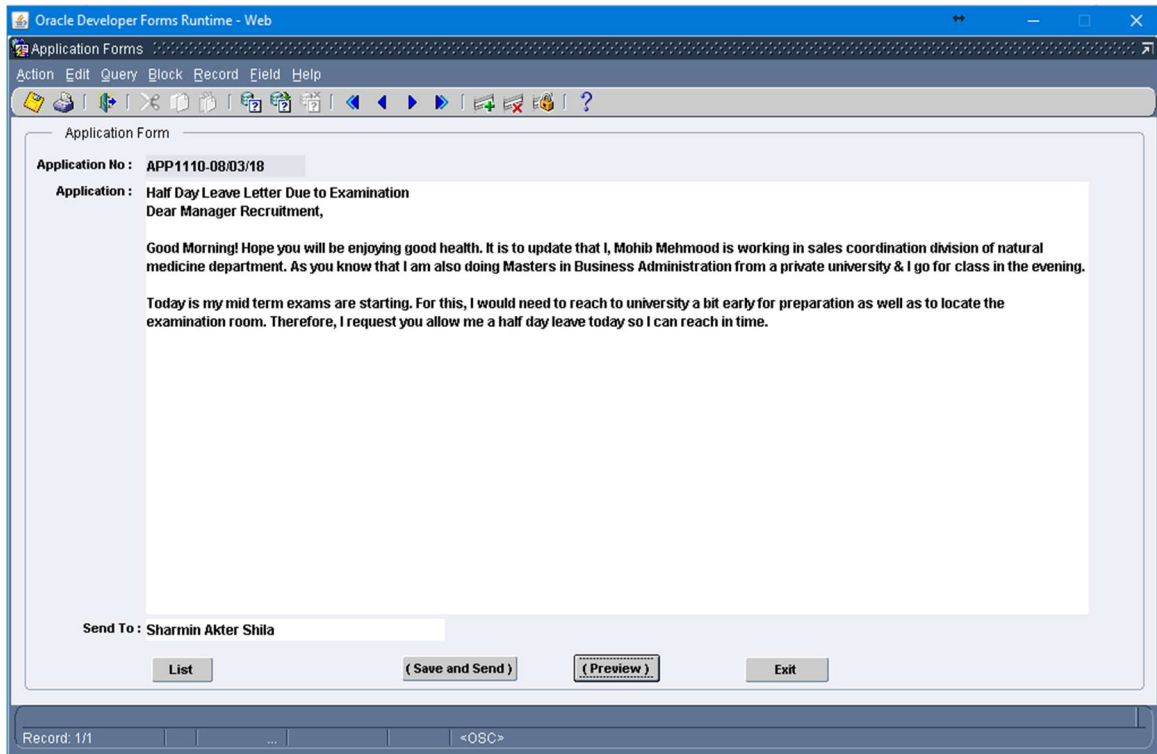 Oracle Developer Forms Runtime - Web
Application Forms
Action Edit Query Block Record Field Help
Application Form
Application No : APP1110-08/03/18
Application : Half Day Leave Letter Due to Examination
Dear Manager Recruitment,
Good Morning! Hope you will be enjoying good health. It is to update that I, Mohib Mehmood is working in sales coordination division of natural
medicine department. As you know that I am also doing Masters in Business Administration from a private university & I go for class in the evening.
Today is my mid term exams are starting. For this, I would need to reach to university a bit early for preparation as well as to locate the
examination room. Therefore, I request you allow me a half day leave today so I can reach in time.
Send To : Sharmin Akter Shila
List ( Save and Send ) ( Preview ) Exit
Record: 1/1 ... <OSC>